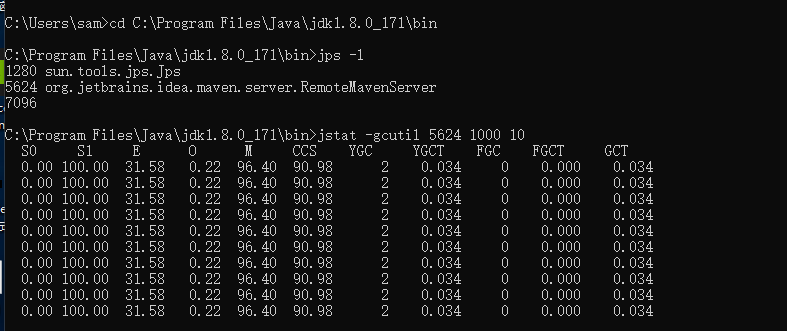 C:\Users\sam>cd C:\Program Files\Java\jdk1.8.0_171\bin
C:\Program Files\Java\jdk1.8.0_171\bin>jps -l
1280 sun.tools.jps.Jps
5624 org.jetbrains.idea.maven.server.RemoteMavenServer
7096
C:\Program Files\Java\jdk1.8.0_171\bin>jstat -gcutil 5624 1000 10
S0 S1 E O M CCS YGC YGCT FGC FGCT GCT
0.00 100.00 31.58 0.22 96.40 90.98 2 0.034 0 0.000 0.034
0.00 100.00 31.58 0.22 96.40 90.98 2 0.034 0 0.000 0.034
0.00 100.00 31.58 0.22 96.40 90.98 2 0.034 0 0.000 0.034
0.00 100.00 31.58 0.22 96.40 90.98 2 0.034 0 0.000 0.034
0.00 100.00 31.58 0.22 96.40 90.98 2 0.034 0 0.000 0.034
0.00 100.00 31.58 0.22 96.40 90.98 2 0.034 0 0.000 0.034
0.00 100.00 31.58 0.22 96.40 90.98 2 0.034 0 0.000 0.034
0.00 100.00 31.58 0.22 96.40 90.98 2 0.034 0 0.000 0.034
0.00 100.00 31.58 0.22 96.40 90.98 2 0.034 0 0.000 0.034
0.00 100.00 31.58 0.22 96.40 90.98 2 0.034 0 0.000 0.034